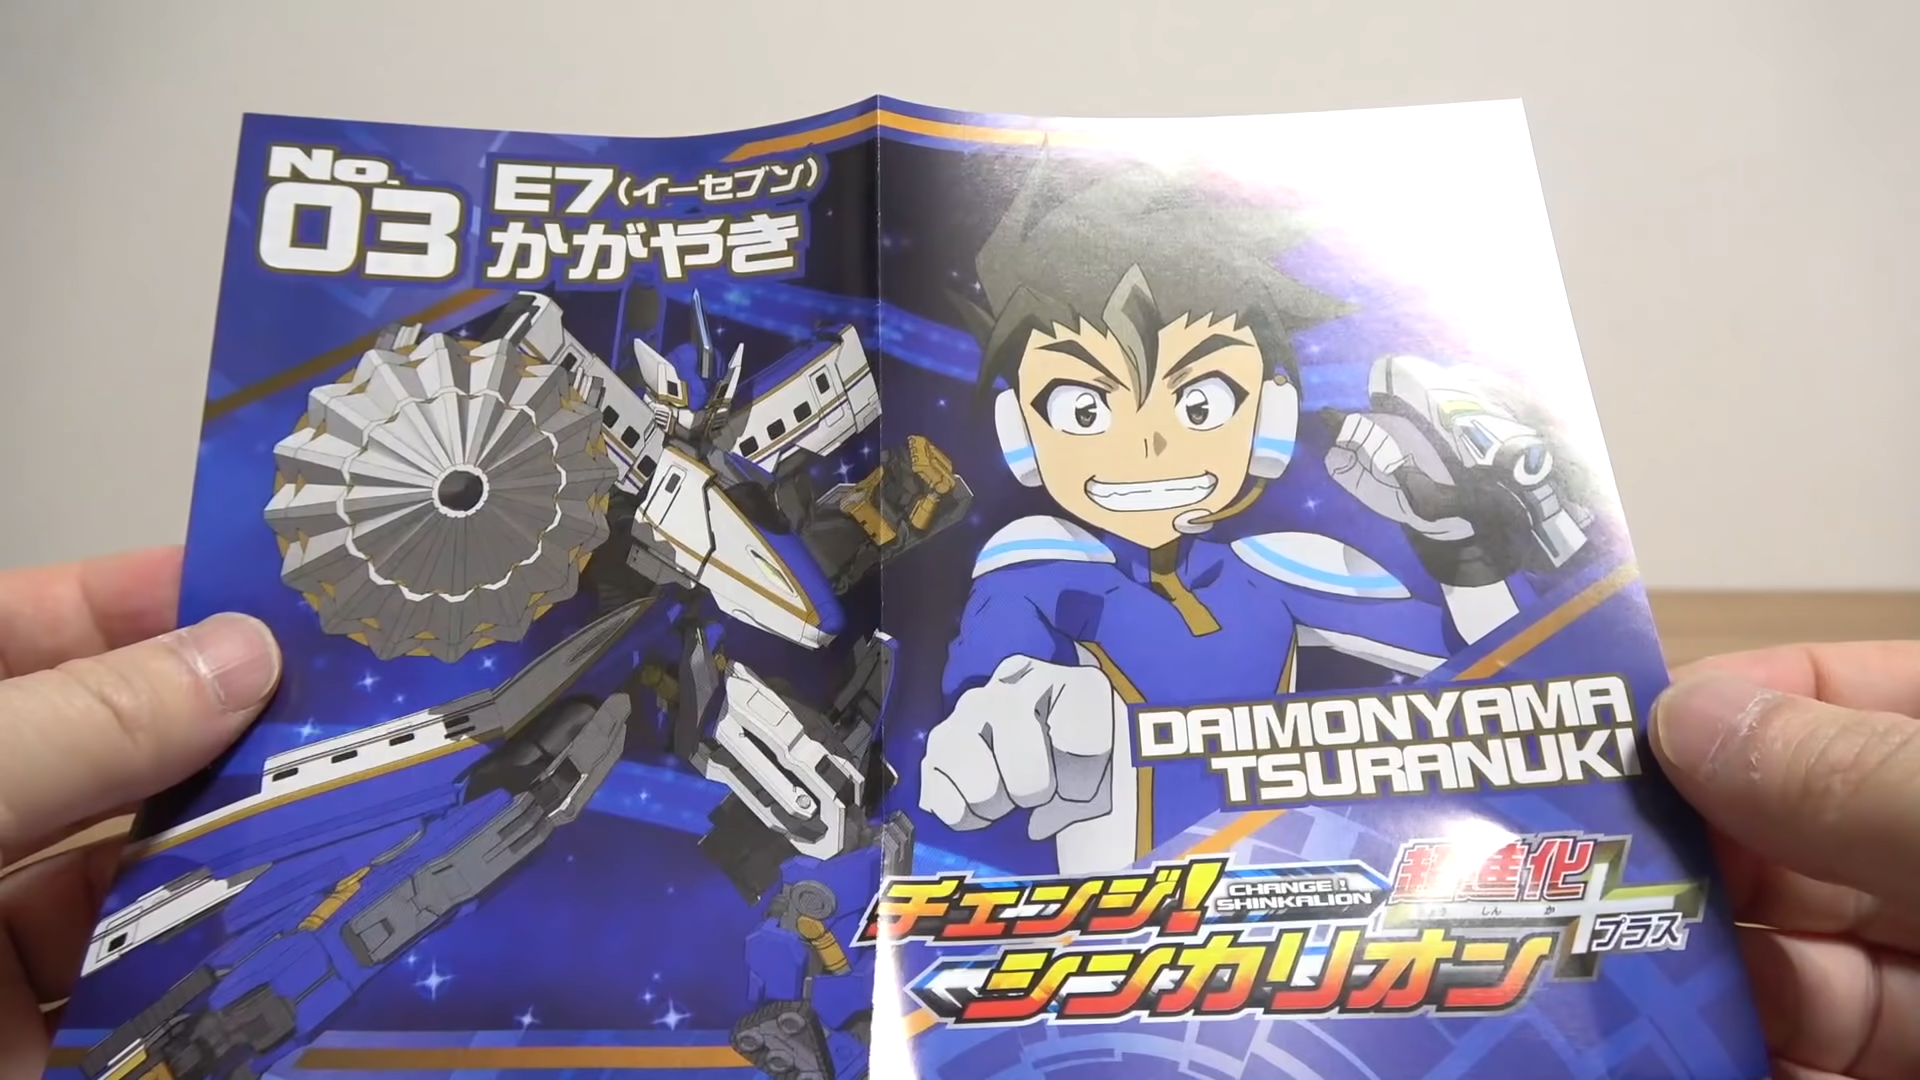 No.
03
E7(イーセブン)
かがやき
DAIMONYAMA
TSURANUKI
チェンジ!
CHANGE!
SHINKALION
超進化
しん か
プラス
シンカリオン